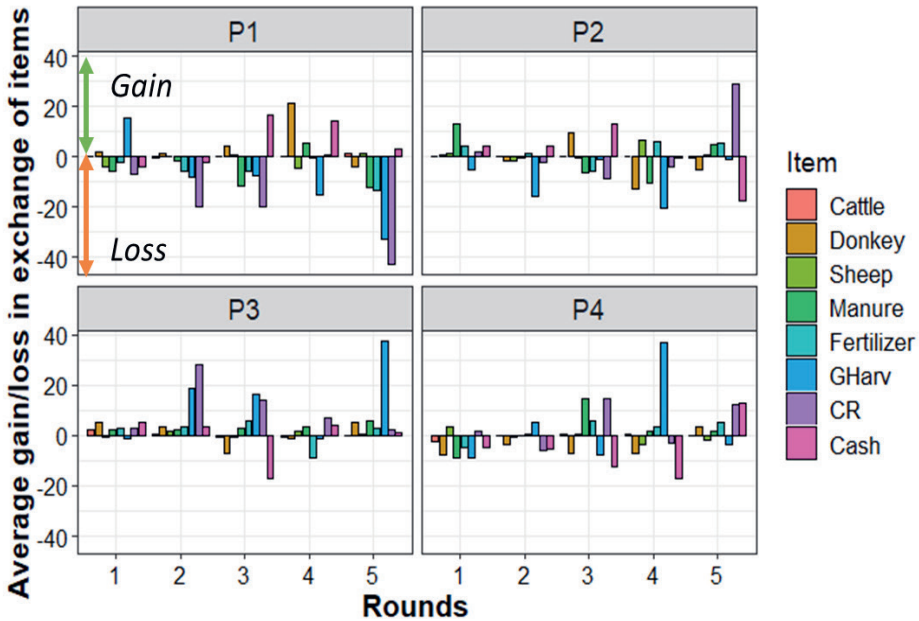 Average gain/loss in exchange of items
P1
P2
40
20
0
-20
-40
Gain
Loss
P3
P4
40
20
0
-20
-40
1 2 3 4 5
1 2 3 4 5
Rounds
Item
Cattle
Donkey
Sheep
Manure
Fertilizer
GHarv
CR
Cash